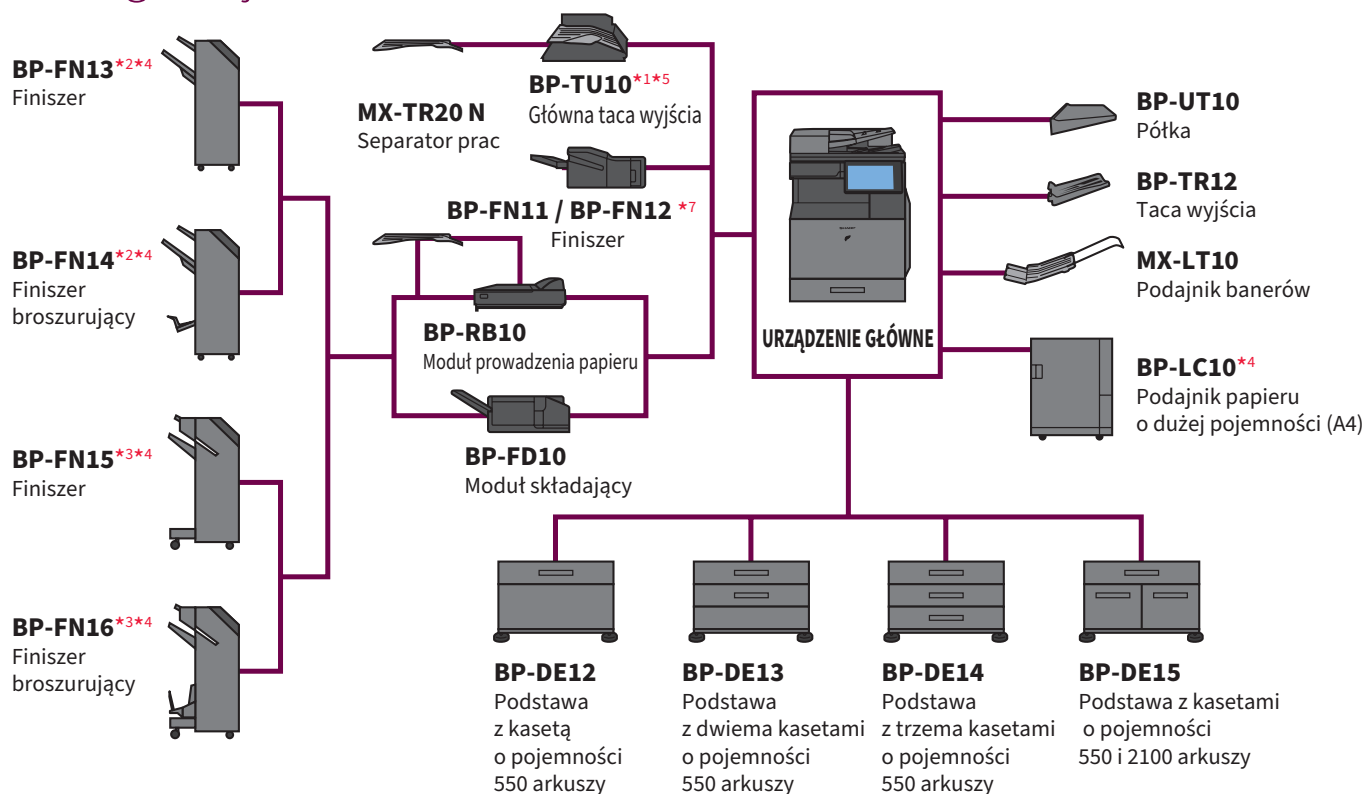 BP-FN13*2*4
Finiszer
BP-FN14*2*4
Finiszer
broszurujący
BP-FN15*3*4
Finiszer
BP-FN16*3*4
Finiszer
broszurujący
MX-TR20 N
Separator prac
BP-TU10*1*5
Główna taca wyjścia
BP-FN11 / BP-FN12 *7
Finiszer
BP-RB10
Moduł prowadzenia papieru
BP-FD10
Moduł składający
URZĄDZENIE GŁÓWNE
BP-UT10
Półka
BP-TR12
Taca wyjścia
MX-LT10
Podajnik banerów
BP-LC10*4
Podajnik papieru
o dużej pojemności (A4)
BP-DE12
Podstawa
z kasetą
o pojemności
550 arkuszy
BP-DE13
Podstawa
z dwiema kasetami
o pojemności
550 arkuszy
BP-DE14
Podstawa
z trzema kasetami
o pojemności
550 arkuszy
BP-DE15
Podstawa z kasetami
o pojemności
550 i 2100 arkuszy